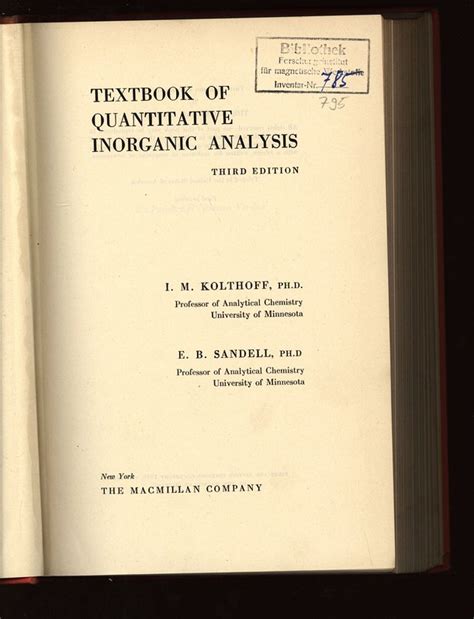 Bibliothek
für magnetische
Inventar-Nr. 785
795
TEXTBOOK OF
QUANTITATIVE
INORGANIC ANALYSIS
THIRD EDITION
I. M. KOLTHOFF, PH.D.
Professor of Analytical Chemistry
University of Minnesota
E. B. SANDELL, PH.D
Professor of Analytical Chemistry
University of Minnesota
New York
THE MACMILLAN COMPANY